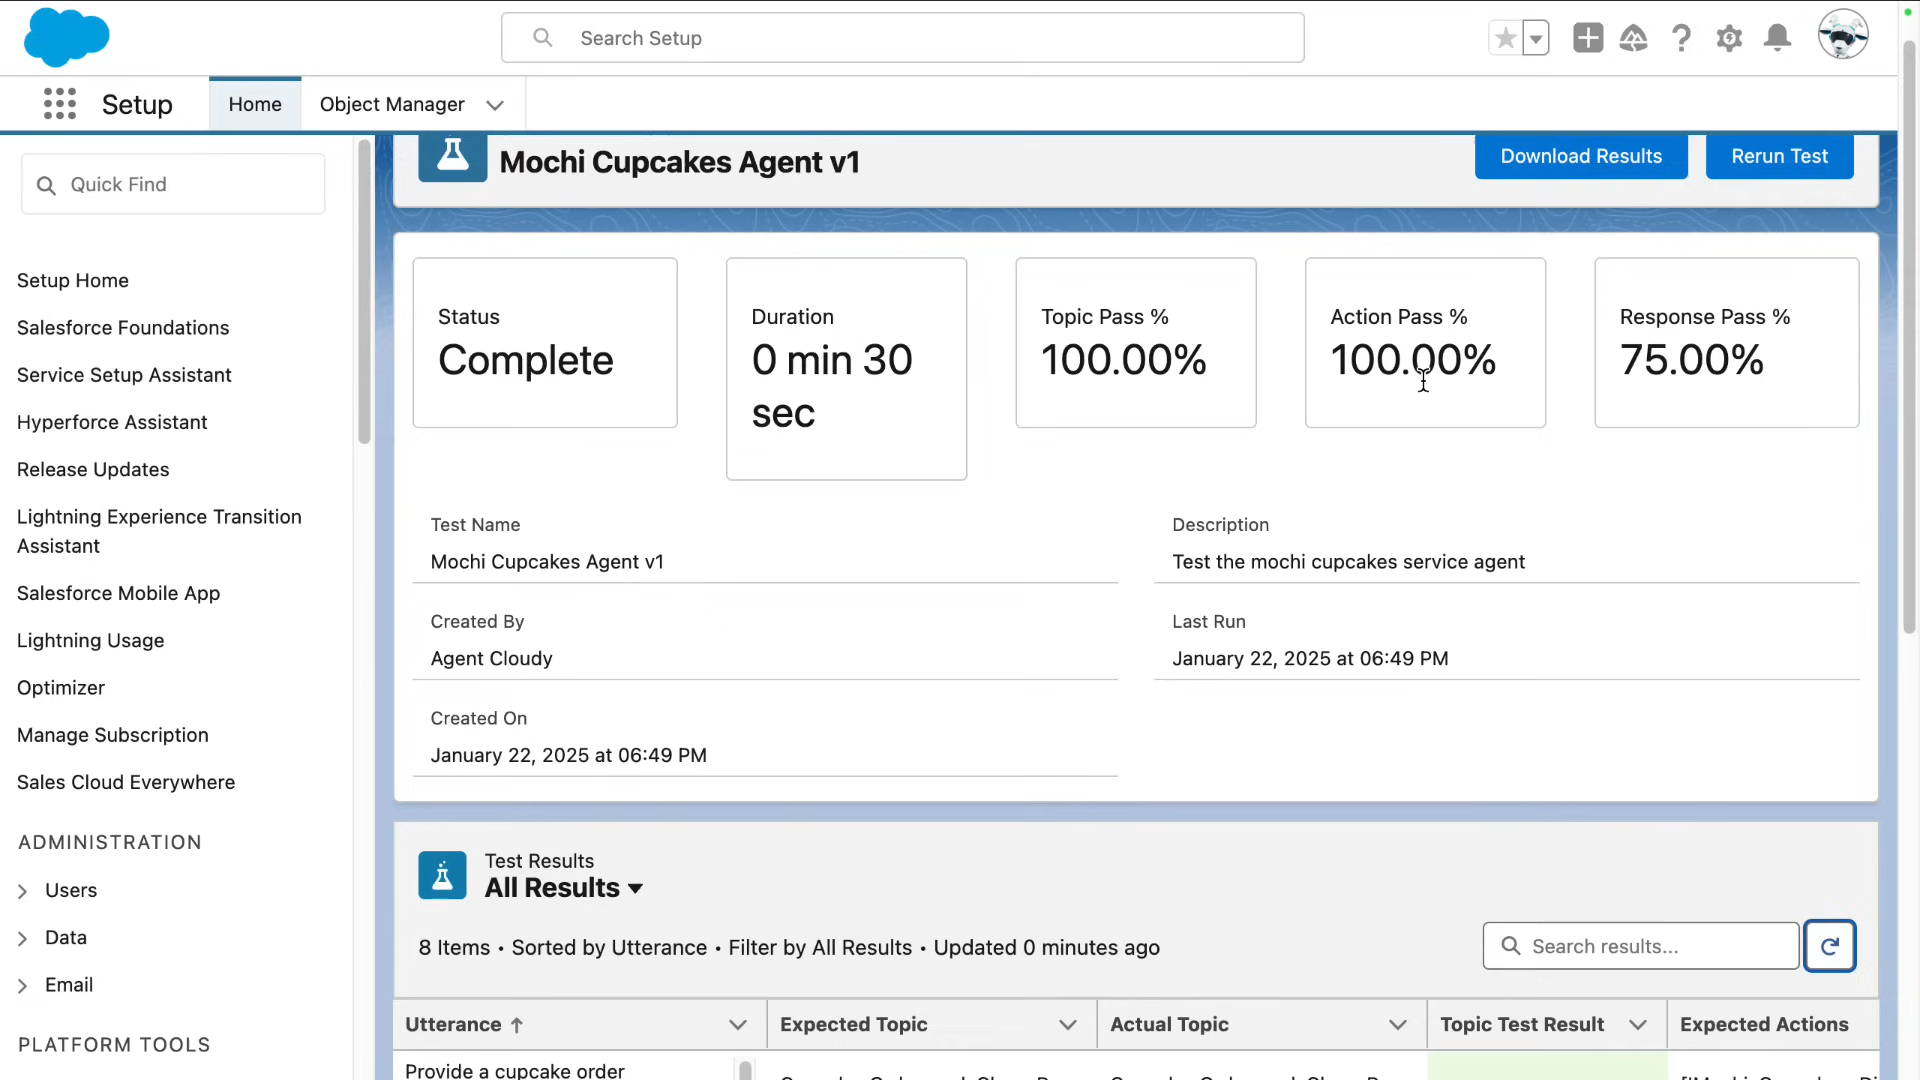 Search Setup
Setup
Home
Object Manager
Quick Find
Setup Home
Salesforce Foundations
Service Setup Assistant
Hyperforce Assistant
Release Updates
Lightning Experience Transition
Assistant
Salesforce Mobile App
Lightning Usage
Optimizer
Manage Subscription
Sales Cloud Everywhere
ADMINISTRATION
Users
Data
Email
PLATFORM TOOLS
Mochi Cupcakes Agent v1
Download Results
Rerun Test
Status
Complete
Duration
0 min 30
sec
Topic Pass %
100.00%
Action Pass %
100.00%
Response Pass %
75.00%
Test Name
Mochi Cupcakes Agent v1
Description
Test the mochi cupcakes service agent
Created By
Agent Cloudy
Last Run
January 22, 2025 at 06:49 PM
Created On
January 22, 2025 at 06:49 PM
Test Results
All Results
8 Items • Sorted by Utterance • Filter by All Results • Updated 0 minutes ago
Search results...
Utterance
Expected Topic
Actual Topic
Topic Test Result
Expected Actions
Provide a cupcake order